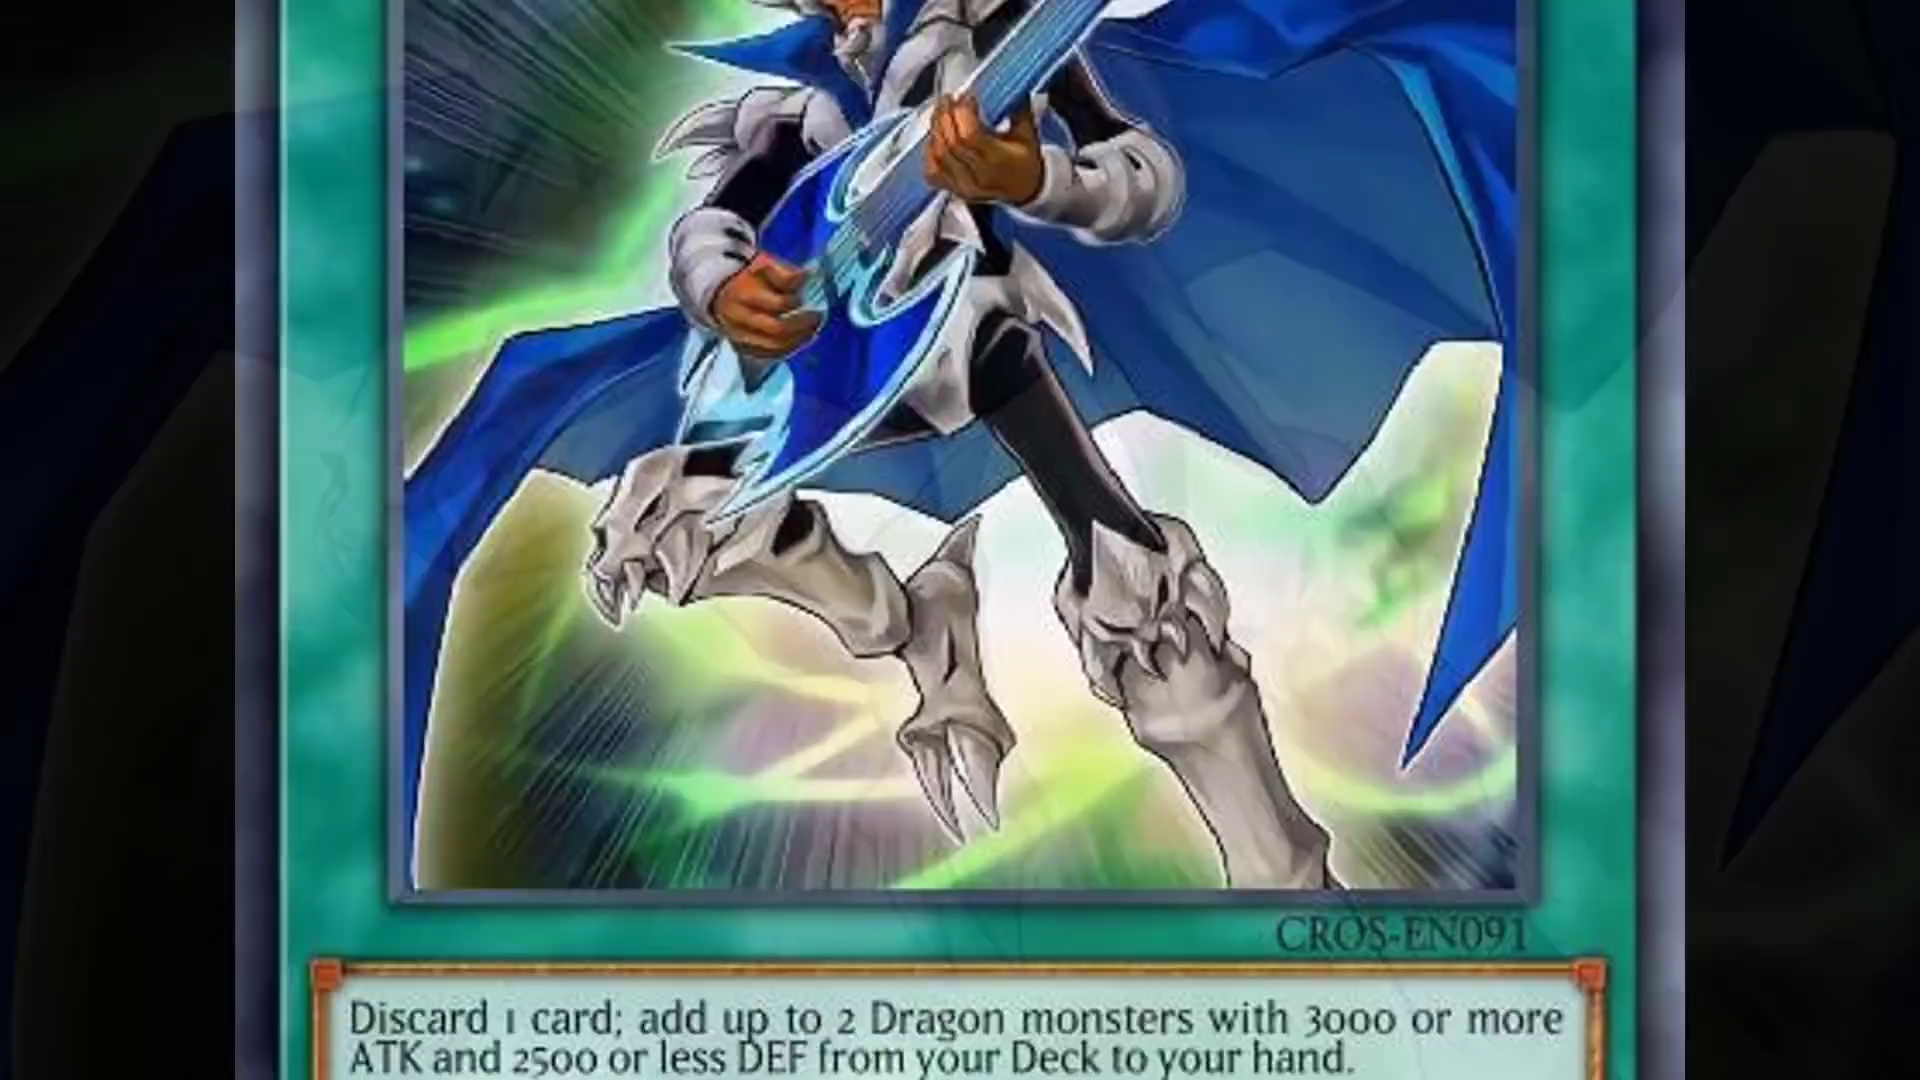 CROS-EN091
Discard 1 card; add up to 2 Dragon monsters with 3000 or more
ATK and 2500 or less DEF from your Deck to your hand.